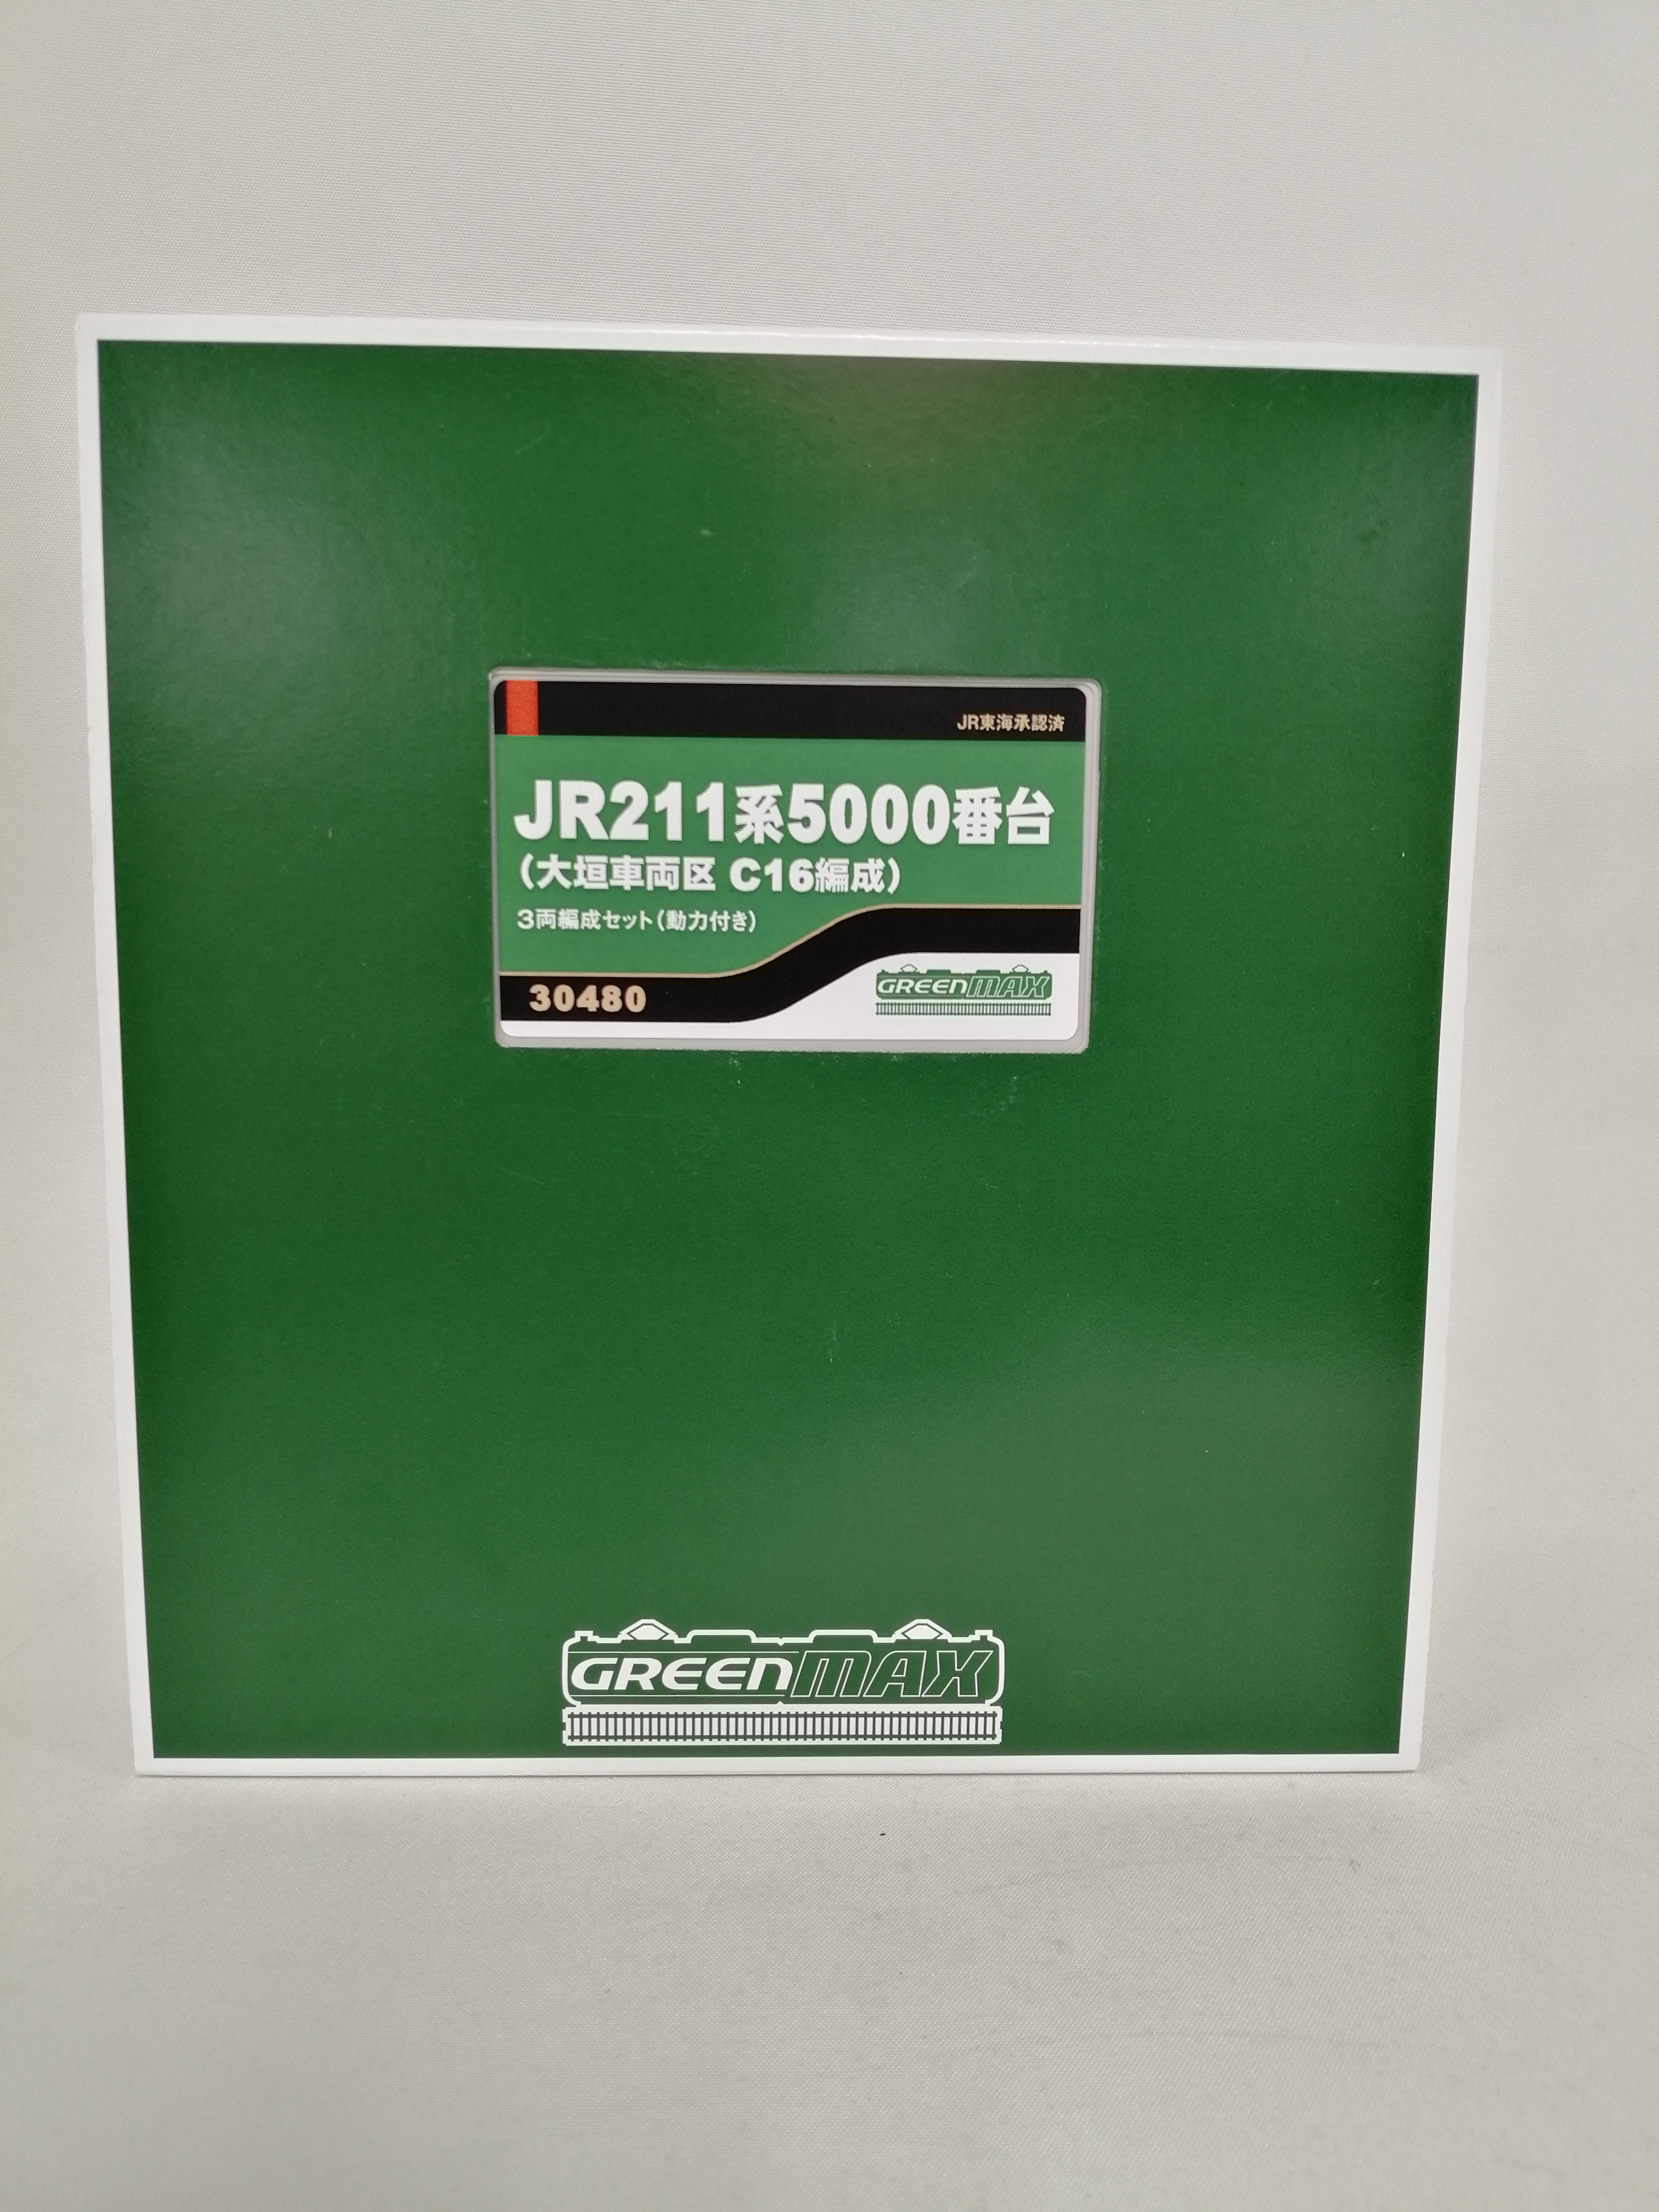 JR東海承認済
JR211系5000番台
(大垣車両区 C16編成)
3両編成セット(動力付き)
30480
GREENMAX
GREENMAX